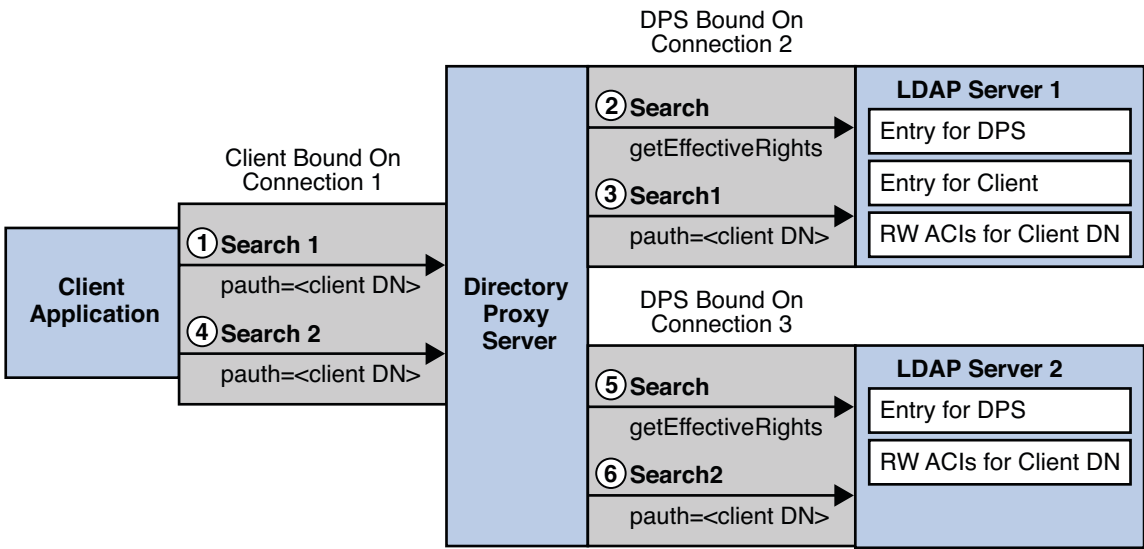 DPS Bound On
Connection 2
Client Bound On
Connection 1
Client
Application
1 Search 1
pauth=<client DN>
4 Search 2
pauth=<client DN>
Directory
Proxy
Server
2 Search
getEffectiveRights
3 Search1
pauth=<client DN>
LDAP Server 1
Entry for DPS
Entry for Client
RW ACIs for Client DN
DPS Bound On
Connection 3
5 Search
getEffectiveRights
6 Search2
pauth=<client DN>
LDAP Server 2
Entry for DPS
RW ACIs for Client DN